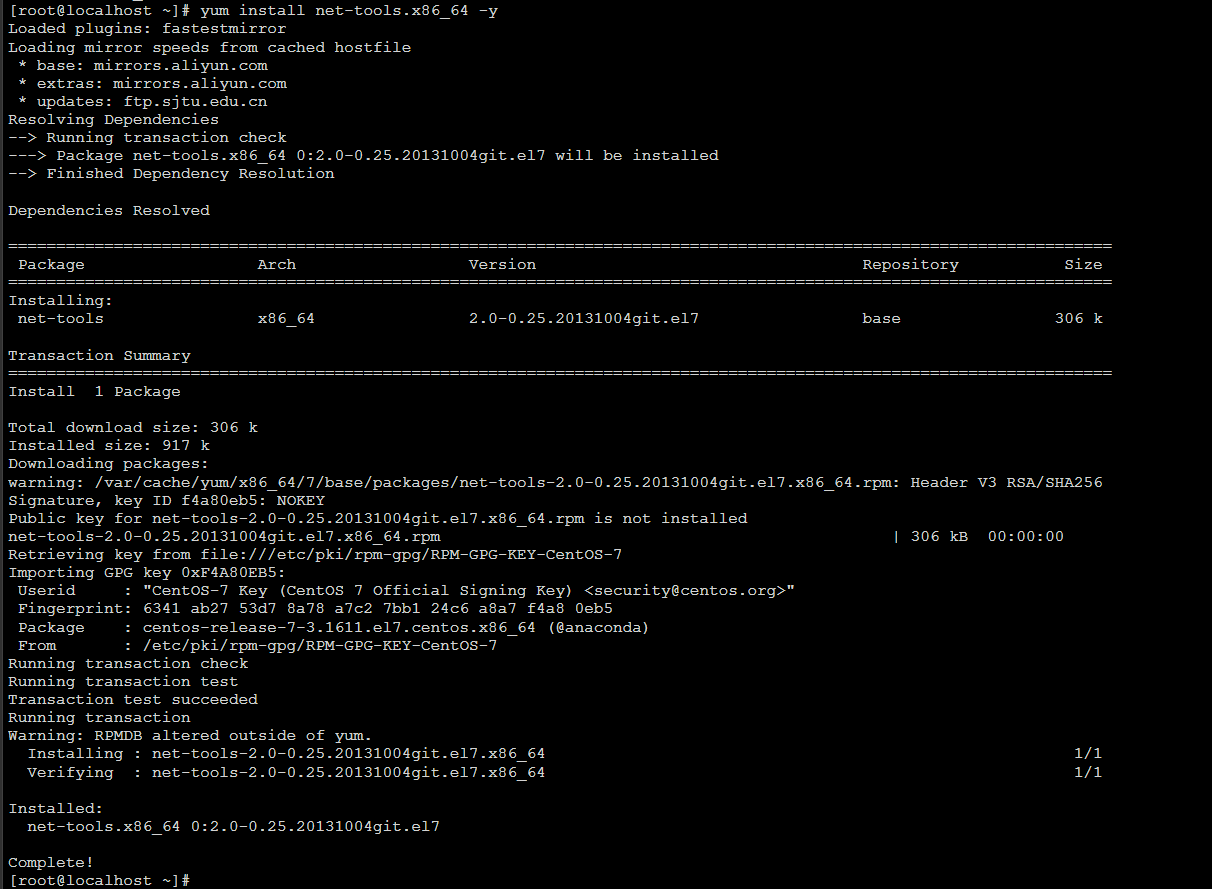 [root@localhost ~]# yum install net-tools.x86_64 -y
Loaded plugins: fastestmirror
Loading mirror speeds from cached hostfile
 * base: mirrors.aliyun.com
 * extras: mirrors.aliyun.com
 * updates: ftp.sjtu.edu.cn
Resolving Dependencies
--> Running transaction check
---> Package net-tools.x86_64 0:2.0-0.25.20131004git.el7 will be installed
--> Finished Dependency Resolution

Dependencies Resolved

===================================================================================================================
 Package                  Arch                  Version                                  Repository           Size
===================================================================================================================
Installing:
 net-tools                x86_64                2.0-0.25.20131004git.el7                 base                306 k

Transaction Summary
===================================================================================================================
Install  1 Package

Total download size: 306 k
Installed size: 917 k
Downloading packages:
warning: /var/cache/yum/x86_64/7/base/packages/net-tools-2.0-0.25.20131004git.el7.x86_64.rpm: Header V3 RSA/SHA256
Signature, key ID f4a80eb5: NOKEY
Public key for net-tools-2.0-0.25.20131004git.el7.x86_64.rpm is not installed
net-tools-2.0-0.25.20131004git.el7.x86_64.rpm                                               | 306 kB  00:00:00
Retrieving key from file:///etc/pki/rpm-gpg/RPM-GPG-KEY-CentOS-7
Importing GPG key 0xF4A80EB5:
 Userid     : "CentOS-7 Key (CentOS 7 Official Signing Key) <security@centos.org>"
 Fingerprint: 6341 ab27 53d7 8a78 a7c2 7bb1 24c6 a8a7 f4a8 0eb5
 Package    : centos-release-7-3.1611.el7.centos.x86_64 (@anaconda)
 From       : /etc/pki/rpm-gpg/RPM-GPG-KEY-CentOS-7
Running transaction check
Running transaction test
Transaction test succeeded
Running transaction
Warning: RPMDB altered outside of yum.
  Installing : net-tools-2.0-0.25.20131004git.el7.x86_64                                                       1/1
  Verifying  : net-tools-2.0-0.25.20131004git.el7.x86_64                                                       1/1

Installed:
  net-tools.x86_64 0:2.0-0.25.20131004git.el7

Complete!
[root@localhost ~]#